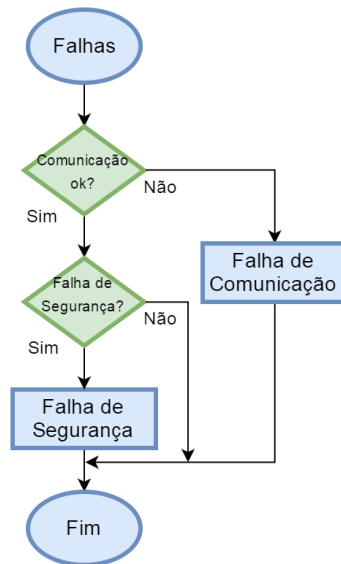 Falhas
Comunicação
ok?
Não
Sim
Falha de
Comunicação
Falha de
Segurança?
Não
Sim
Falha de
Segurança
Fim